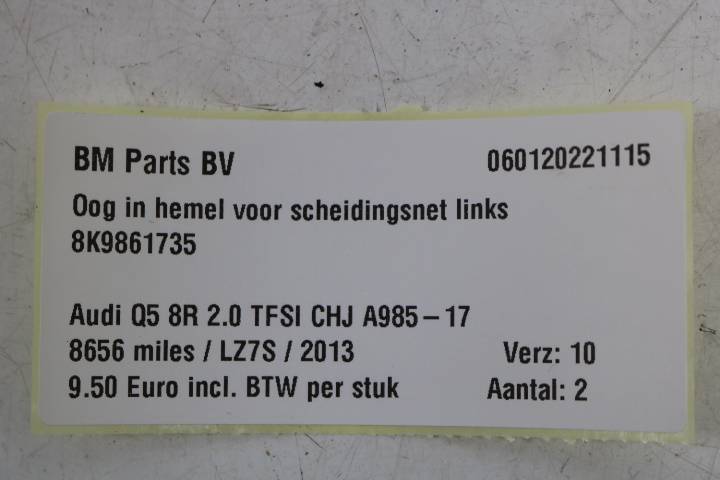 BM Parts BV 060120221115
Oog in hemel voor scheidingsnet links
8K9861735
Audi Q5 8R 2.0 TFSI CHJ A985-17
8656 miles / LZ7S / 2013 Verz: 10
9.50 Euro incl. BTW per stuk Aantal: 2